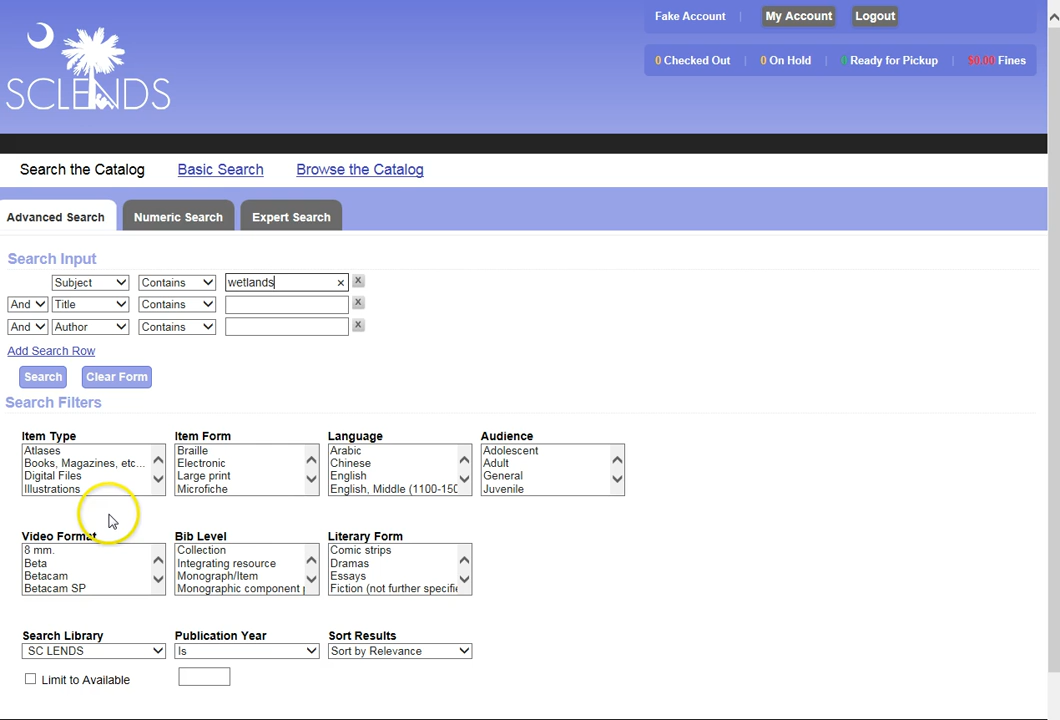 Fake Account | My Account Logout
SCLENDS
0 Checked Out | 0 On Hold | 0 Ready for Pickup | $0.00 Fines
Search the Catalog Basic Search Browse the Catalog
Advanced Search Numeric Search Expert Search
Search Input
Subject Contains wetlands × X
And Title Contains X
And Author Contains X
Add Search Row
Search Clear Form
Search Filters
Item Type Item Form Language Audience
Atlases Braille Arabic Adolescent
Books, Magazines, etc... Electronic Chinese Adult
Digital Files Large print English General
Illustrations Microfiche English, Middle (1100-150 Juvenile
Video Format Bib Level Literary Form
8 mm. Collection Comic strips
Beta Integrating resource Dramas
Betacam Monograph/Item Essays
Betacam SP Monographic component Fiction (not further specifie
Search Library Publication Year Sort Results
SC LENDS Is Sort by Relevance
Limit to Available